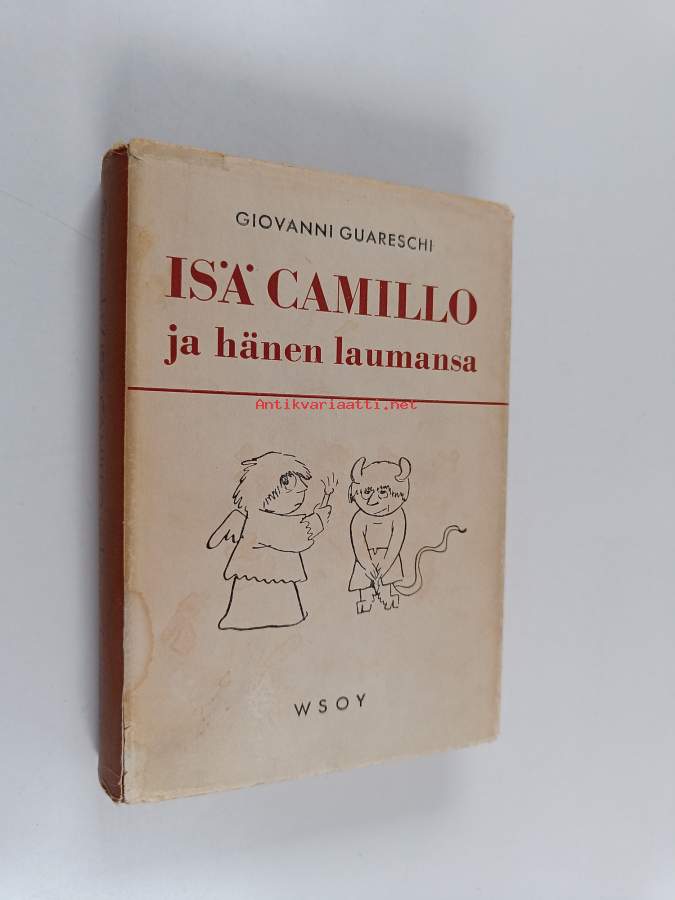 GIOVANNI GUARESCHI
ISÄ CAMILLO
ja hänen laumansa
Antikvariaatti.net
WSOY